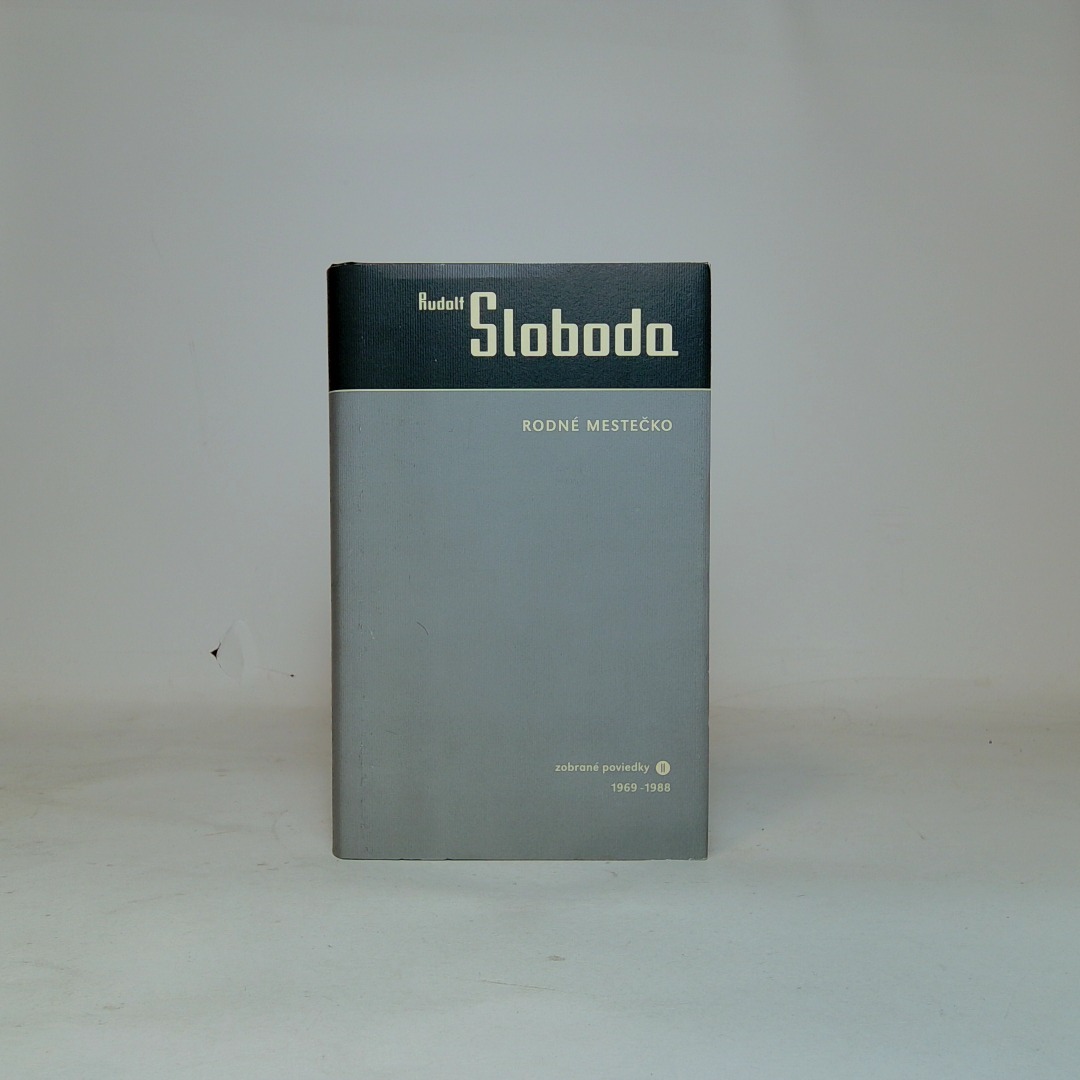 Rudolf Sloboda
RODNÉ MESTEČKO
zobrané poviedky II
1969-1988